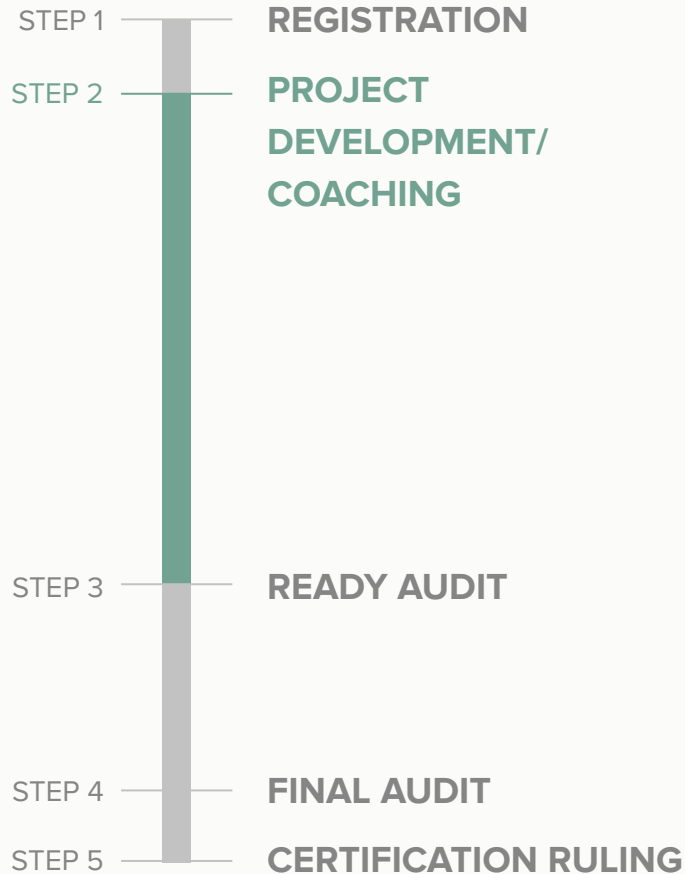 STEP 1 REGISTRATION
STEP 2 PROJECT
DEVELOPMENT/
COACHING
STEP 3 READY AUDIT
STEP 4 FINAL AUDIT
STEP 5 CERTIFICATION RULING